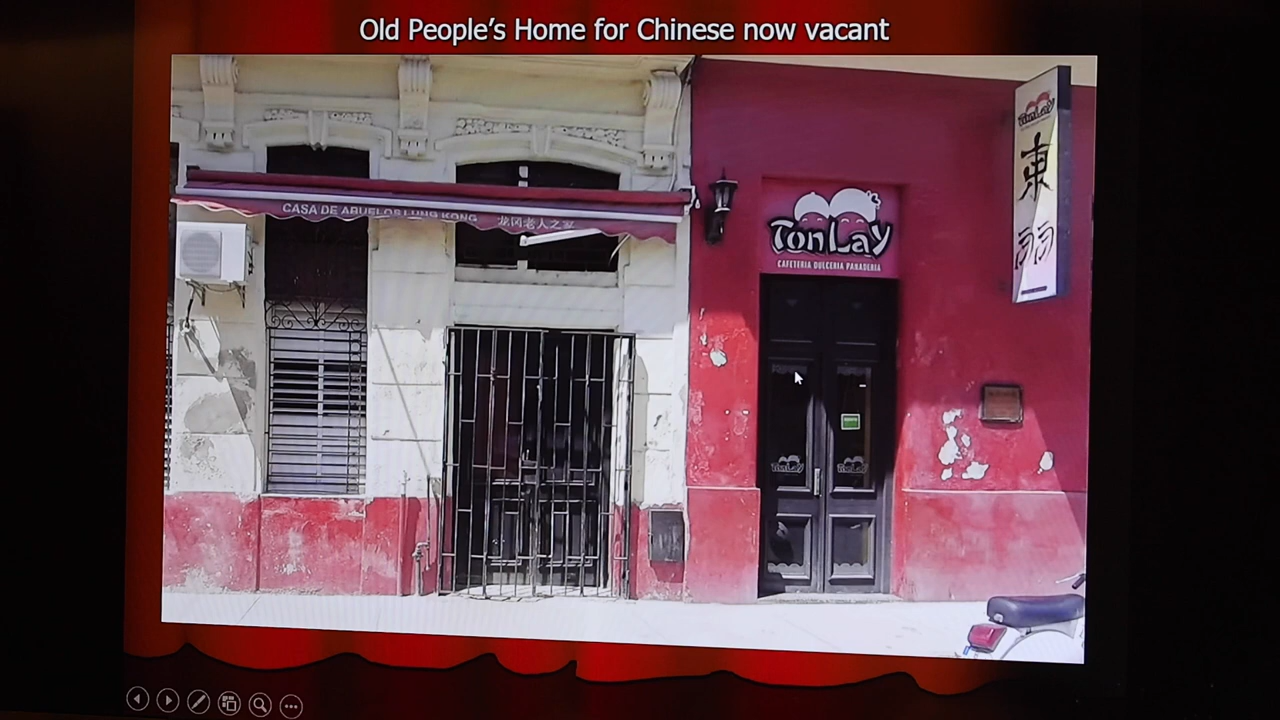 Old People's Home for Chinese now vacant
CASA DE ABUELOS LUNG KONG 龙冈老人之家
TonLay
CAFETERIA DULCERIA PANADERIA
TonLay
東
TonLay TonLay